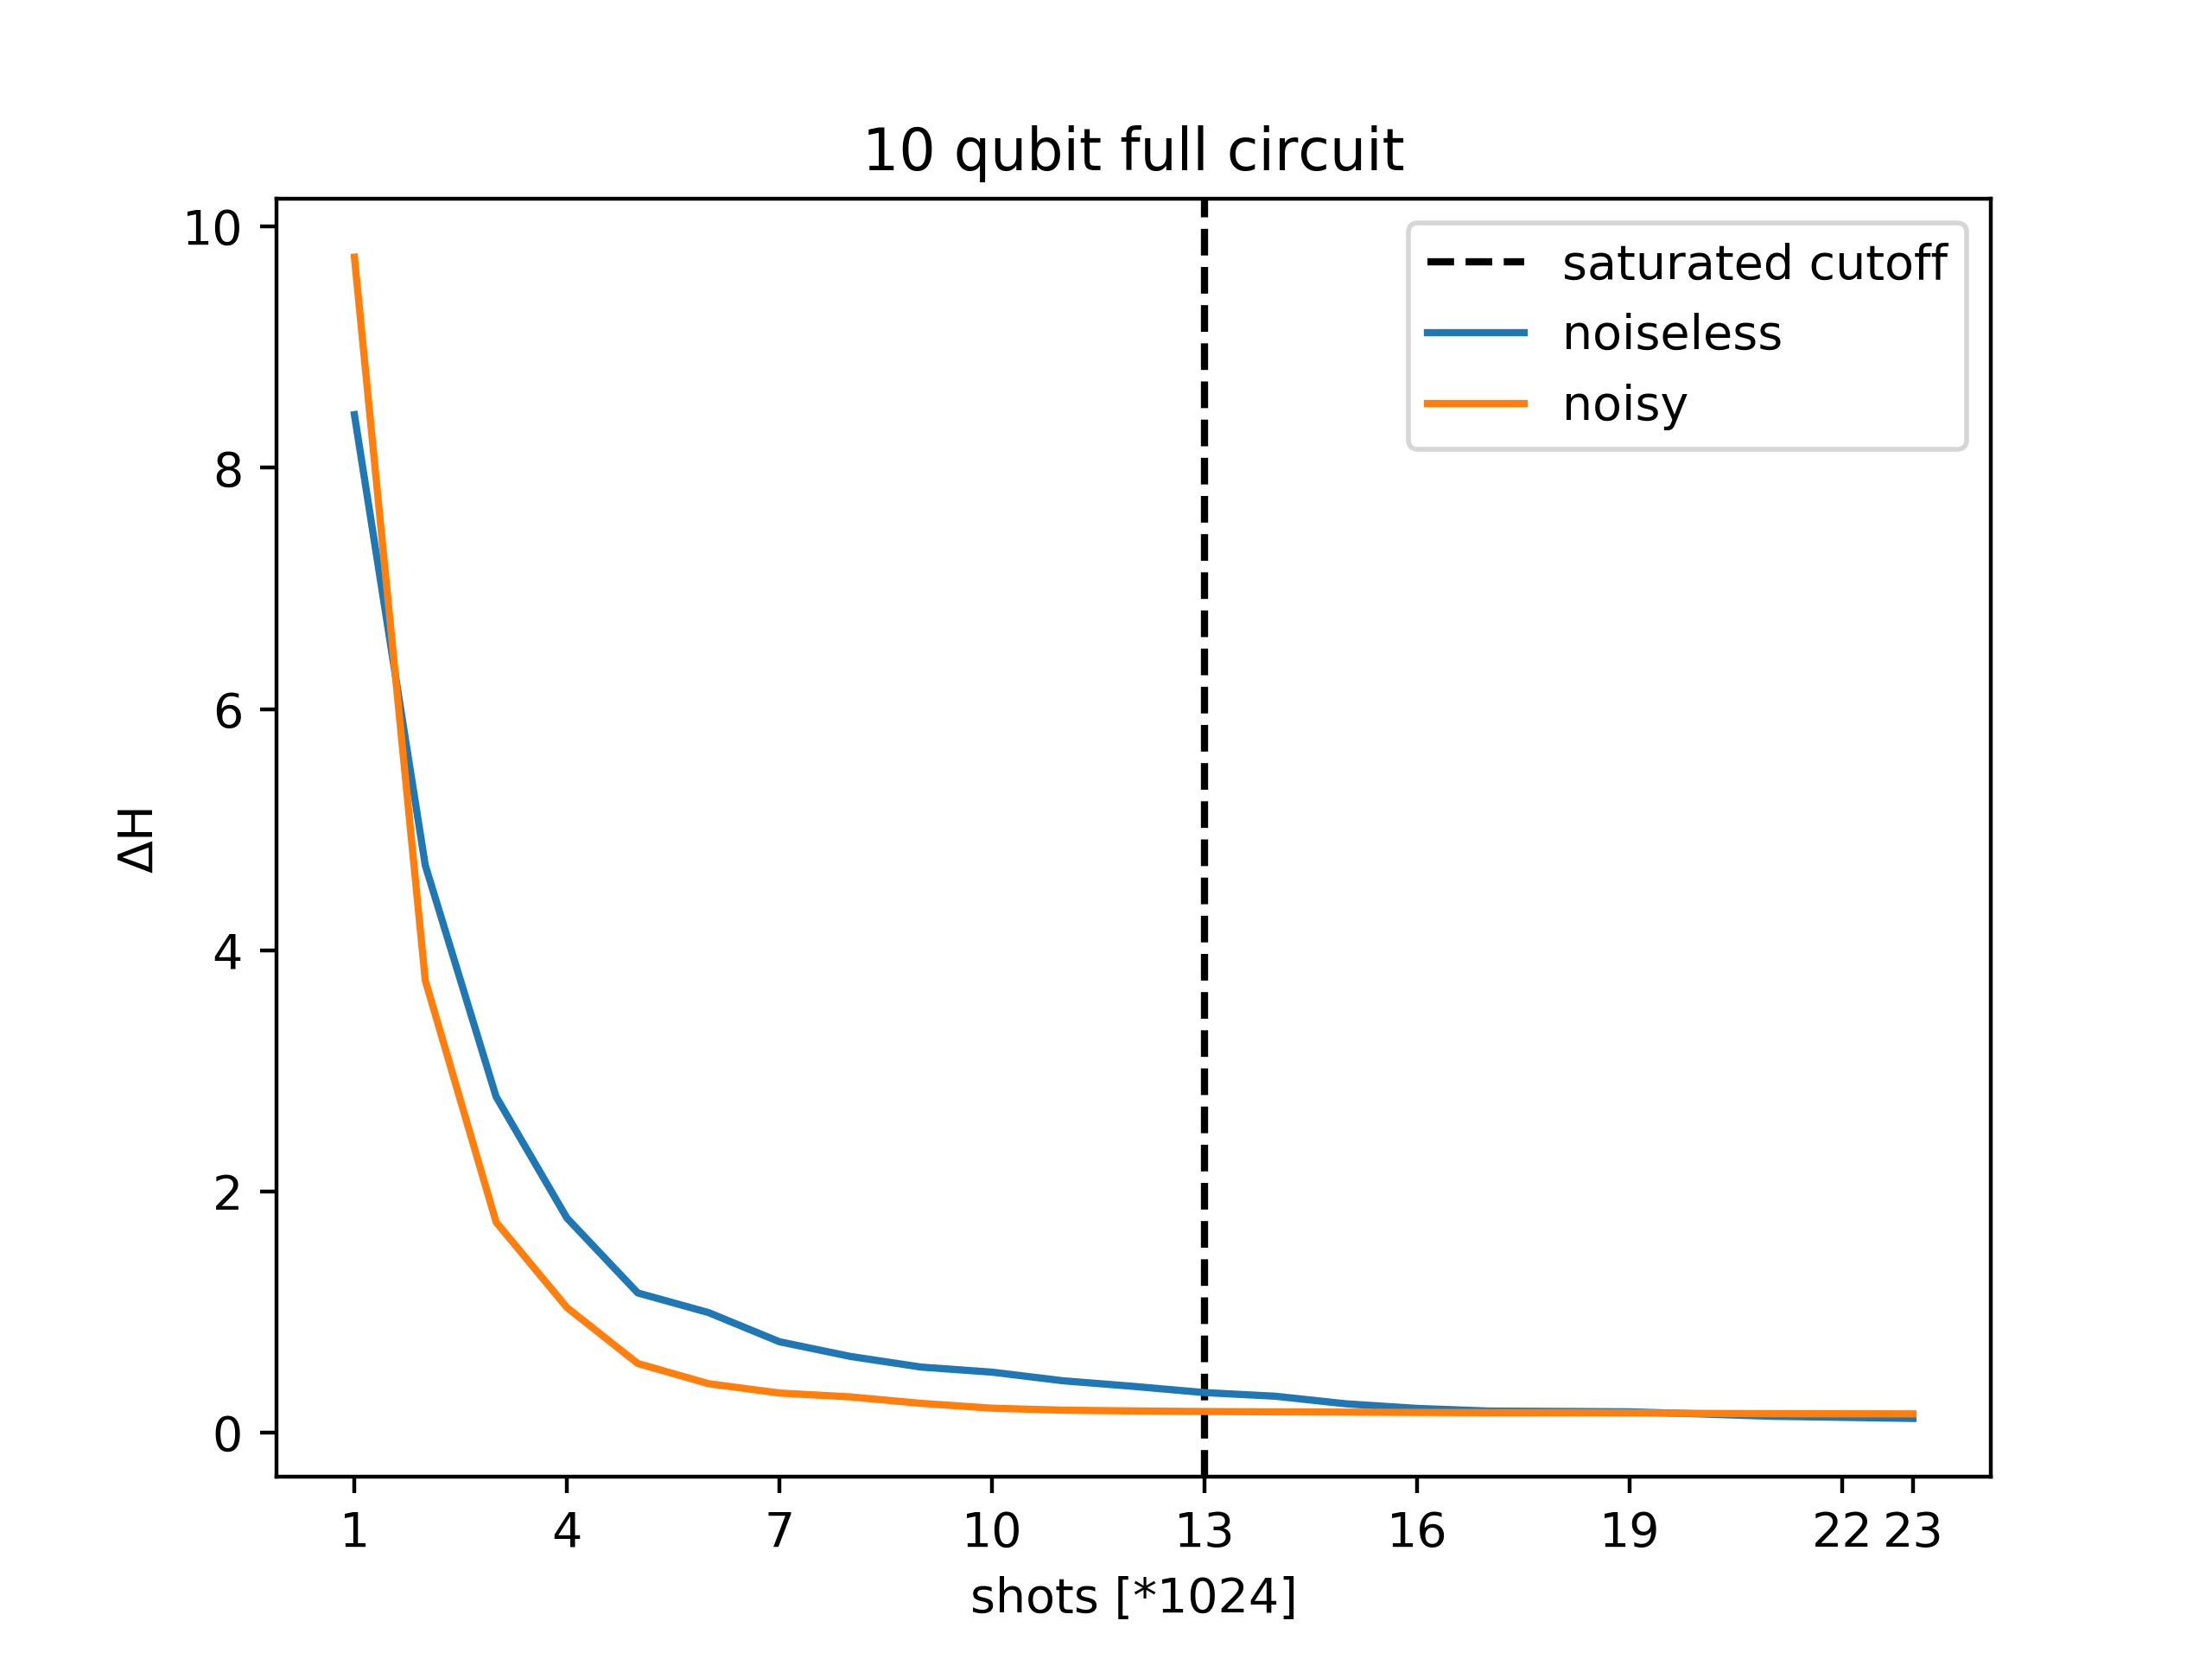 10 qubit full circuit
10
8
6
4
2
0
ΔH
saturated cutoff
noiseless
noisy
1 4 7 10 13 16 19 22 23
shots [*1024]